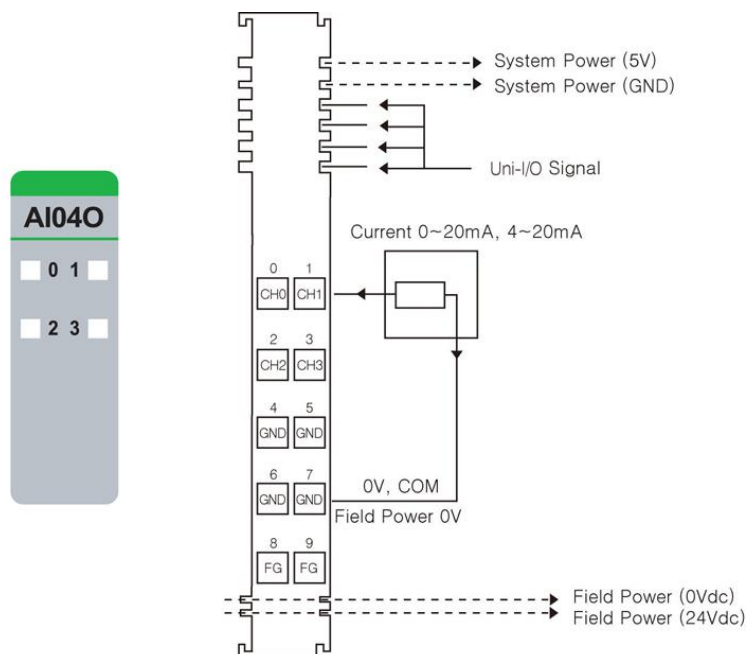 System Power (5V)
System Power (GND)
Uni-I/O Signal
AI04O
0 1
2 3
Current 0~20mA, 4~20mA
0 1
CH0 CH1
2 3
CH2 CH3
4 5
GND GND
6 7
GND GND
0V, COM
Field Power 0V
8 9
FG FG
Field Power (0Vdc)
Field Power (24Vdc)